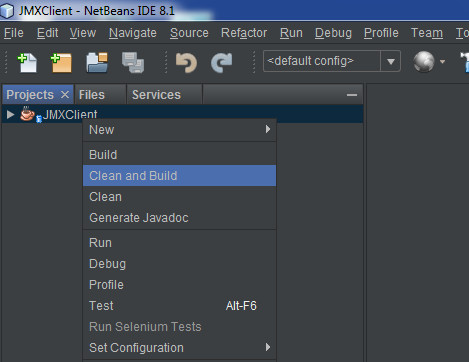 JMXClient - NetBeans IDE 8.1
File Edit View Navigate Source Refactor Run Debug Profile Team To
<default config>
Projects × Files Services
JMXClient
New
Build
Clean and Build
Clean
Generate Javadoc
Run
Debug
Profile
Test Alt-F6
Run Selenium Tests
Set Configuration